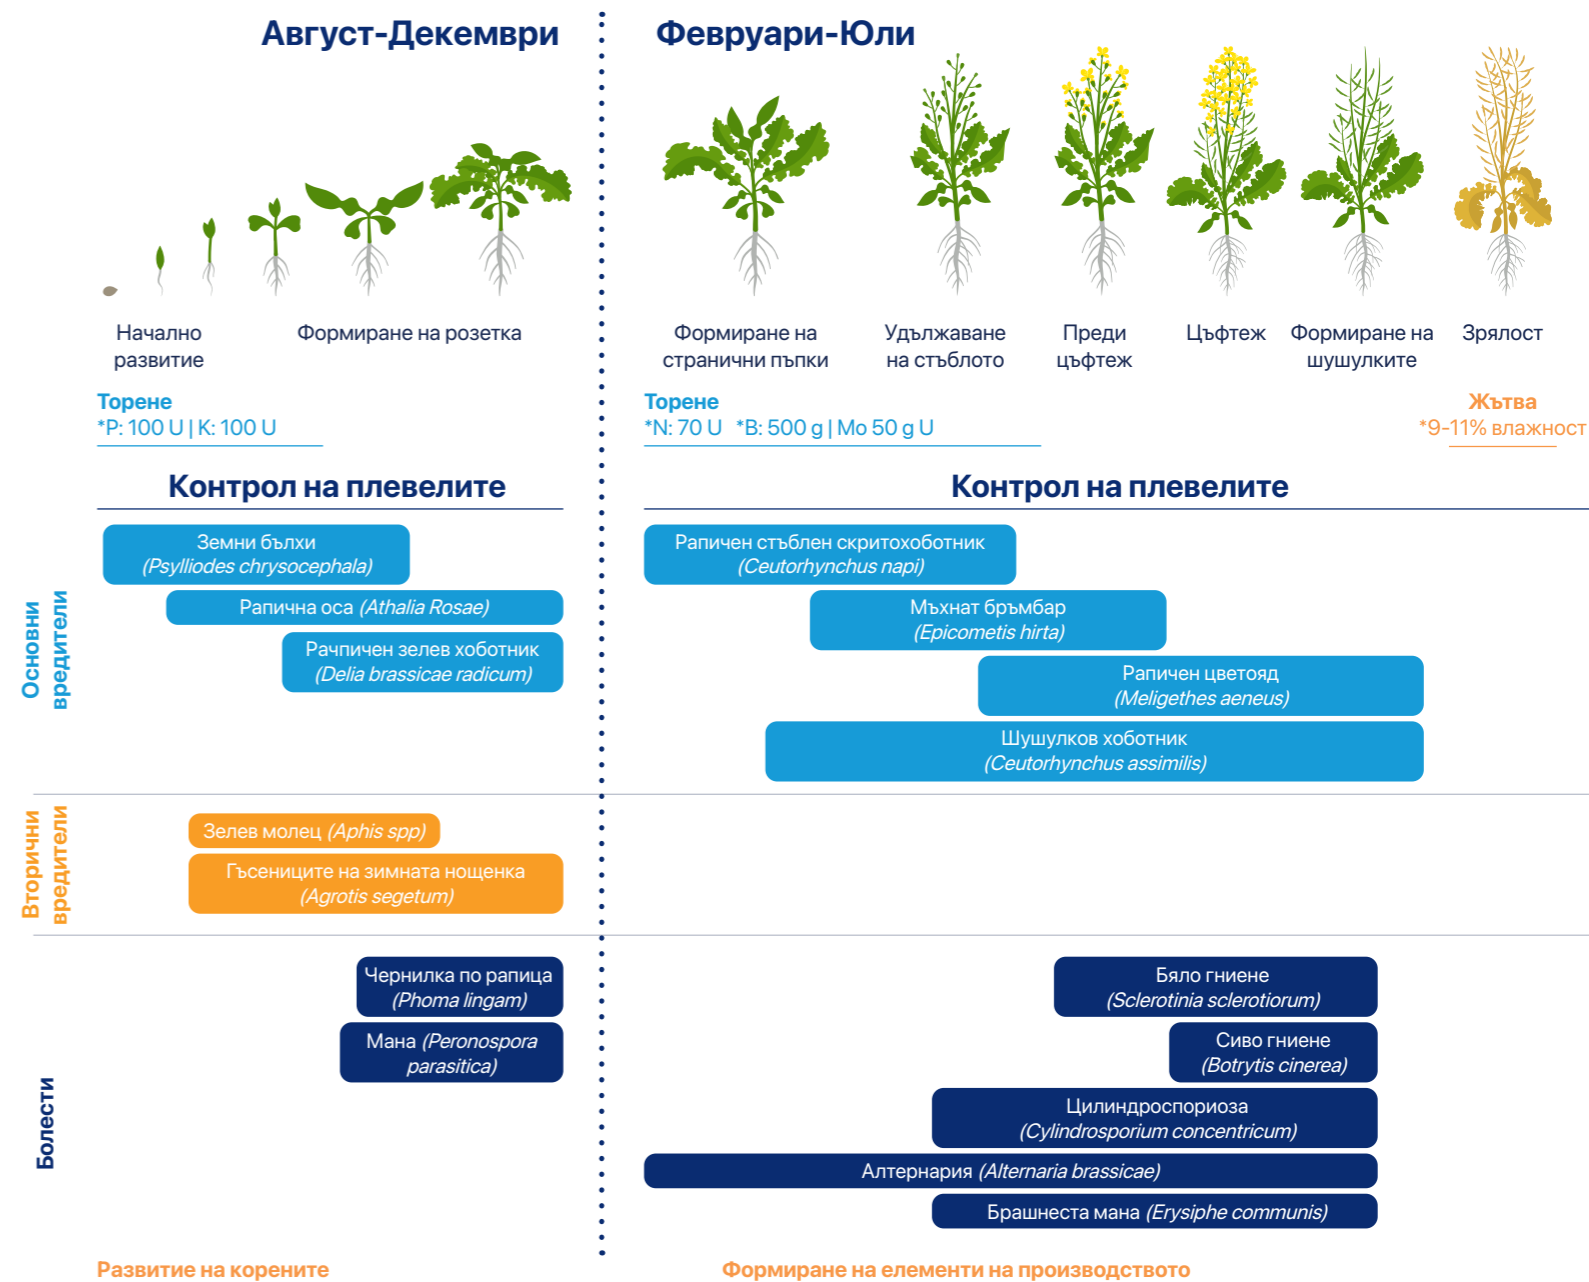 Август-Декември
Февруари-Юли
Начално
развитие
Формиране на розетка
Формиране на
странични пъпки
Удължаване
на стъблото
Преди
цъфтеж
Цъфтеж
Формиране на
шушулките
Зрялост
Торене
*P: 100 U | K: 100 U
Торене
*N: 70 U *B: 500 g | Mo 50 g U
Жътва
*9-11% влажност
Контрол на плевелите
Контрол на плевелите
Основни
вредители
Земни бълхи
(Psylliodes chrysocephala)
Рапична оса (Athalia Rosae)
Рачпичен зелев хоботник
(Delia brassicae radicum)
Рапичен стъблен скритохоботник
(Ceutorhynchus napi)
Мъхнат бръмбар
(Epicometis hirta)
Рапичен цветояд
(Meligethes aeneus)
Шушулков хоботник
(Ceutorhynchus assimilis)
Вторични
вредители
Зелев молец (Aphis spp)
Гъсениците на зимната нощенка
(Agrotis segetum)
Болести
Чернилка по рапица
(Phoma lingam)
Мана (Peronospora
parasitica)
Бяло гниене
(Sclerotinia sclerotiorum)
Сиво гниене
(Botrytis cinerea)
Цилиндроспориоза
(Cylindrosporium concentricum)
Алтернария (Alternaria brassicae)
Брашнеста мана (Erysiphe communis)
Развитие на корените
Формиране на елементи на производството